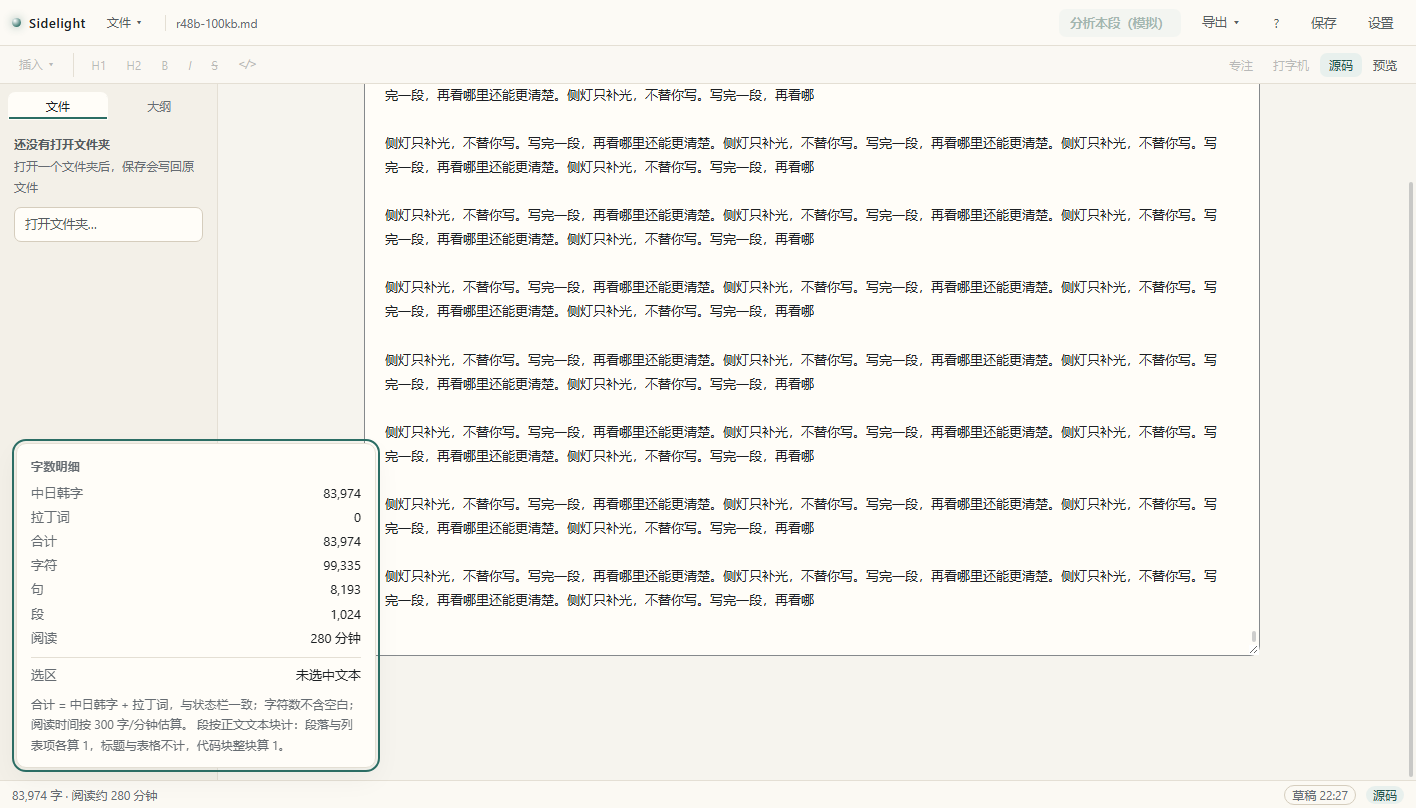 Sidelight 文件 r48b-100kb.md 分析本段（模拟） 导出 ? 保存 设置
插入 H1 H2 B I S </> 专注 打字机 源码 预览
文件 大纲
还没有打开文件夹
打开一个文件夹后，保存会写回原
文件
打开文件夹...
完一段，再看哪里还能更清楚。侧灯只补光，不替你写。写完一段，再看哪
侧灯只补光，不替你写。写完一段，再看哪里还能更清楚。侧灯只补光，不替你写。写完一段，再看哪里还能更清楚。侧灯只补光，不替你写。写
完一段，再看哪里还能更清楚。侧灯只补光，不替你写。写完一段，再看哪
侧灯只补光，不替你写。写完一段，再看哪里还能更清楚。侧灯只补光，不替你写。写完一段，再看哪里还能更清楚。侧灯只补光，不替你写。写
完一段，再看哪里还能更清楚。侧灯只补光，不替你写。写完一段，再看哪
侧灯只补光，不替你写。写完一段，再看哪里还能更清楚。侧灯只补光，不替你写。写完一段，再看哪里还能更清楚。侧灯只补光，不替你写。写
完一段，再看哪里还能更清楚。侧灯只补光，不替你写。写完一段，再看哪
侧灯只补光，不替你写。写完一段，再看哪里还能更清楚。侧灯只补光，不替你写。写完一段，再看哪里还能更清楚。侧灯只补光，不替你写。写
完一段，再看哪里还能更清楚。侧灯只补光，不替你写。写完一段，再看哪
侧灯只补光，不替你写。写完一段，再看哪里还能更清楚。侧灯只补光，不替你写。写完一段，再看哪里还能更清楚。侧灯只补光，不替你写。写
完一段，再看哪里还能更清楚。侧灯只补光，不替你写。写完一段，再看哪
侧灯只补光，不替你写。写完一段，再看哪里还能更清楚。侧灯只补光，不替你写。写完一段，再看哪里还能更清楚。侧灯只补光，不替你写。写
完一段，再看哪里还能更清楚。侧灯只补光，不替你写。写完一段，再看哪
侧灯只补光，不替你写。写完一段，再看哪里还能更清楚。侧灯只补光，不替你写。写完一段，再看哪里还能更清楚。侧灯只补光，不替你写。写
完一段，再看哪里还能更清楚。侧灯只补光，不替你写。写完一段，再看哪
字数明细
中日韩字 83,974
拉丁词 0
合计 83,974
字符 99,335
句 8,193
段 1,024
阅读 280 分钟
选区 未选中文本
合计 = 中日韩字 + 拉丁词，与状态栏一致；字符数不含空白；
阅读时间按 300 字/分钟估算。 段按正文文本块计：段落与列
表项各算 1，标题与表格不计，代码块整块算 1。
83,974 字 · 阅读约 280 分钟 草稿 22:27 源码